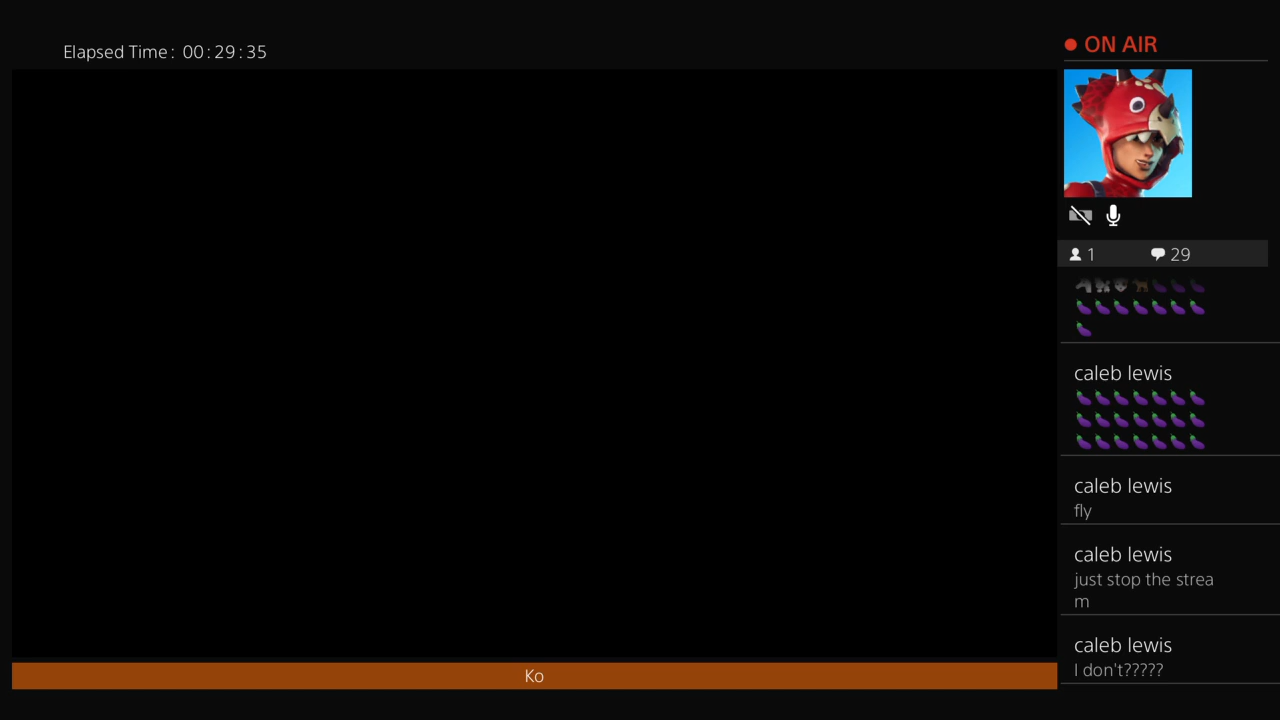 Elapsed Time: 00:29:35
ON AIR
1 29
🍆🍆🍆🍆🍆🍆🍆
🍆
caleb lewis
🍆🍆🍆🍆🍆🍆🍆
🍆🍆🍆🍆🍆🍆🍆
🍆🍆🍆🍆🍆🍆🍆
caleb lewis
fly
caleb lewis
just stop the strea
m
caleb lewis
I don't?????
Ko